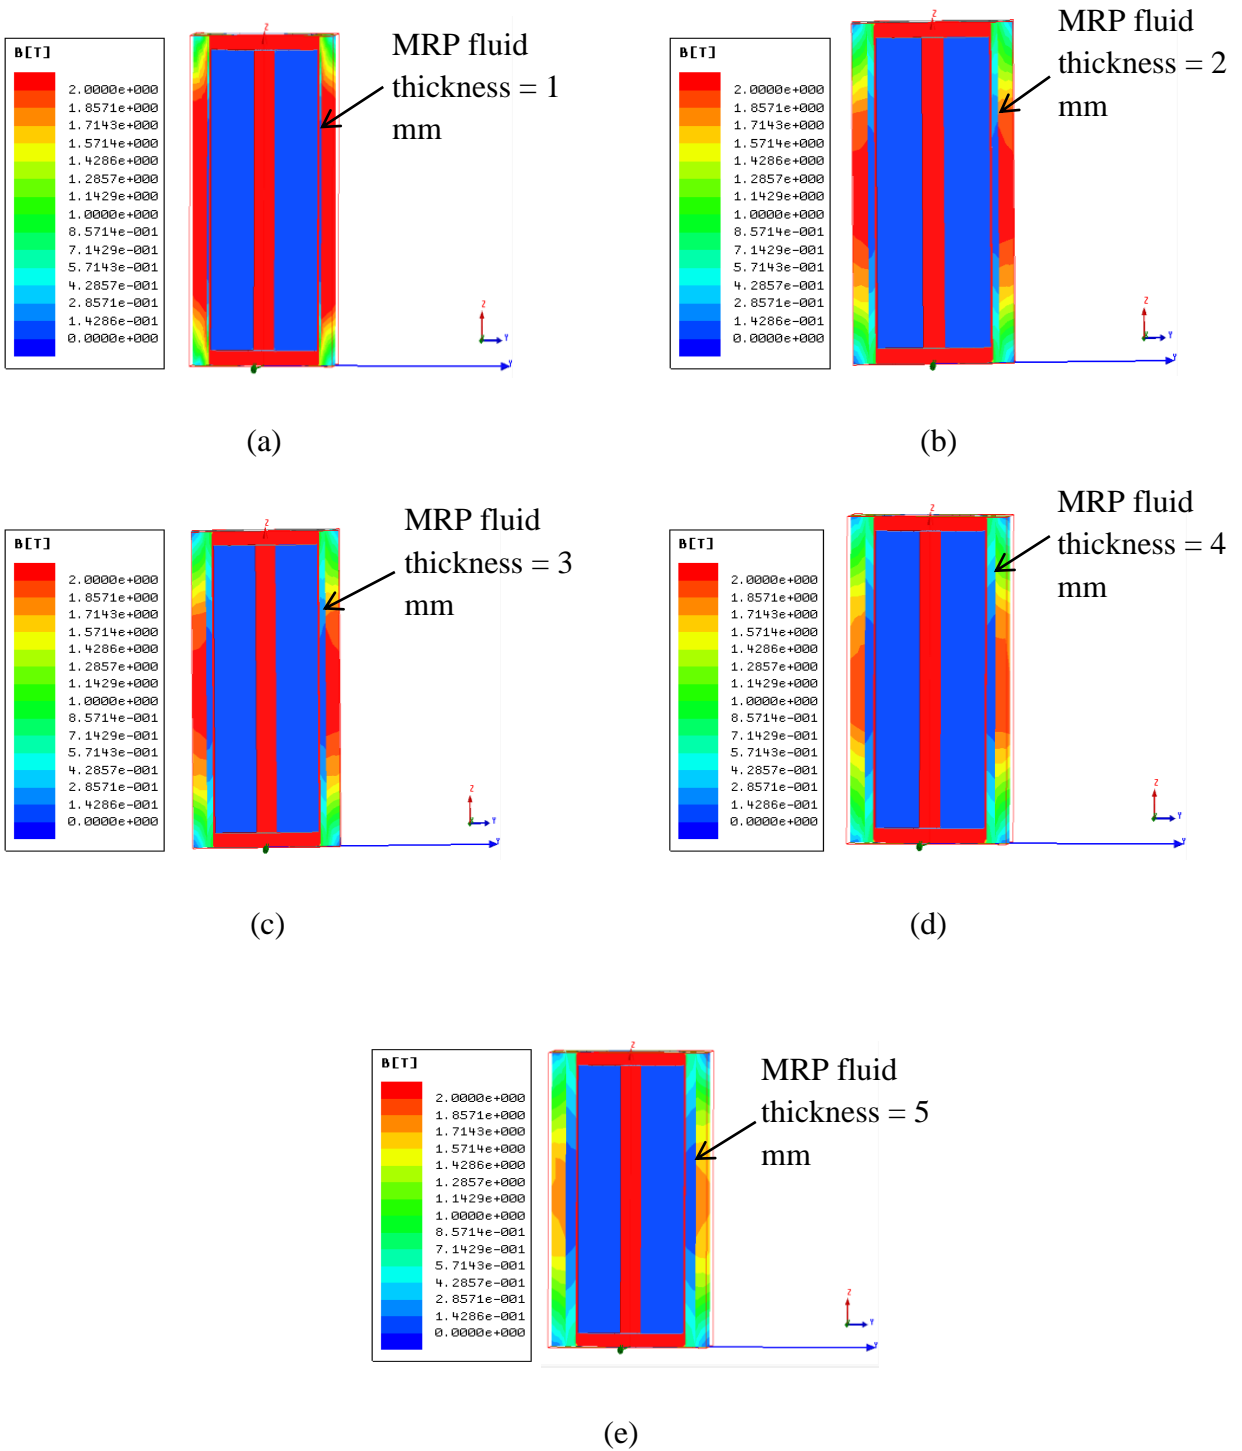 MRP fluid
thickness = 1
mm
B[T]
2.0000e+000
1.8571e+000
1.7143e+000
1.5714e+000
1.4286e+000
1.2857e+000
1.1429e+000
1.0000e+000
8.5714e-001
7.1429e-001
5.7143e-001
4.2857e-001
2.8571e-001
1.4286e-001
0.0000e+000
Z
Z
Y
Y
(a)
MRP fluid
thickness = 2
mm
B[T]
2.0000e+000
1.8571e+000
1.7143e+000
1.5714e+000
1.4286e+000
1.2857e+000
1.1429e+000
1.0000e+000
8.5714e-001
7.1429e-001
5.7143e-001
4.2857e-001
2.8571e-001
1.4286e-001
0.0000e+000
Z
Z
Y
Y
(b)
MRP fluid
thickness = 3
mm
B[T]
2.0000e+000
1.8571e+000
1.7143e+000
1.5714e+000
1.4286e+000
1.2857e+000
1.1429e+000
1.0000e+000
8.5714e-001
7.1429e-001
5.7143e-001
4.2857e-001
2.8571e-001
1.4286e-001
0.0000e+000
Z
Z
Y
Y
(c)
MRP fluid
thickness = 4
mm
B[T]
2.0000e+000
1.8571e+000
1.7143e+000
1.5714e+000
1.4286e+000
1.2857e+000
1.1429e+000
1.0000e+000
8.5714e-001
7.1429e-001
5.7143e-001
4.2857e-001
2.8571e-001
1.4286e-001
0.0000e+000
Z
Z
Y
Y
(d)
MRP fluid
thickness = 5
mm
B[T]
2.0000e+000
1.8571e+000
1.7143e+000
1.5714e+000
1.4286e+000
1.2857e+000
1.1429e+000
1.0000e+000
8.5714e-001
7.1429e-001
5.7143e-001
4.2857e-001
2.8571e-001
1.4286e-001
0.0000e+000
Z
Z
Y
Y
(e)